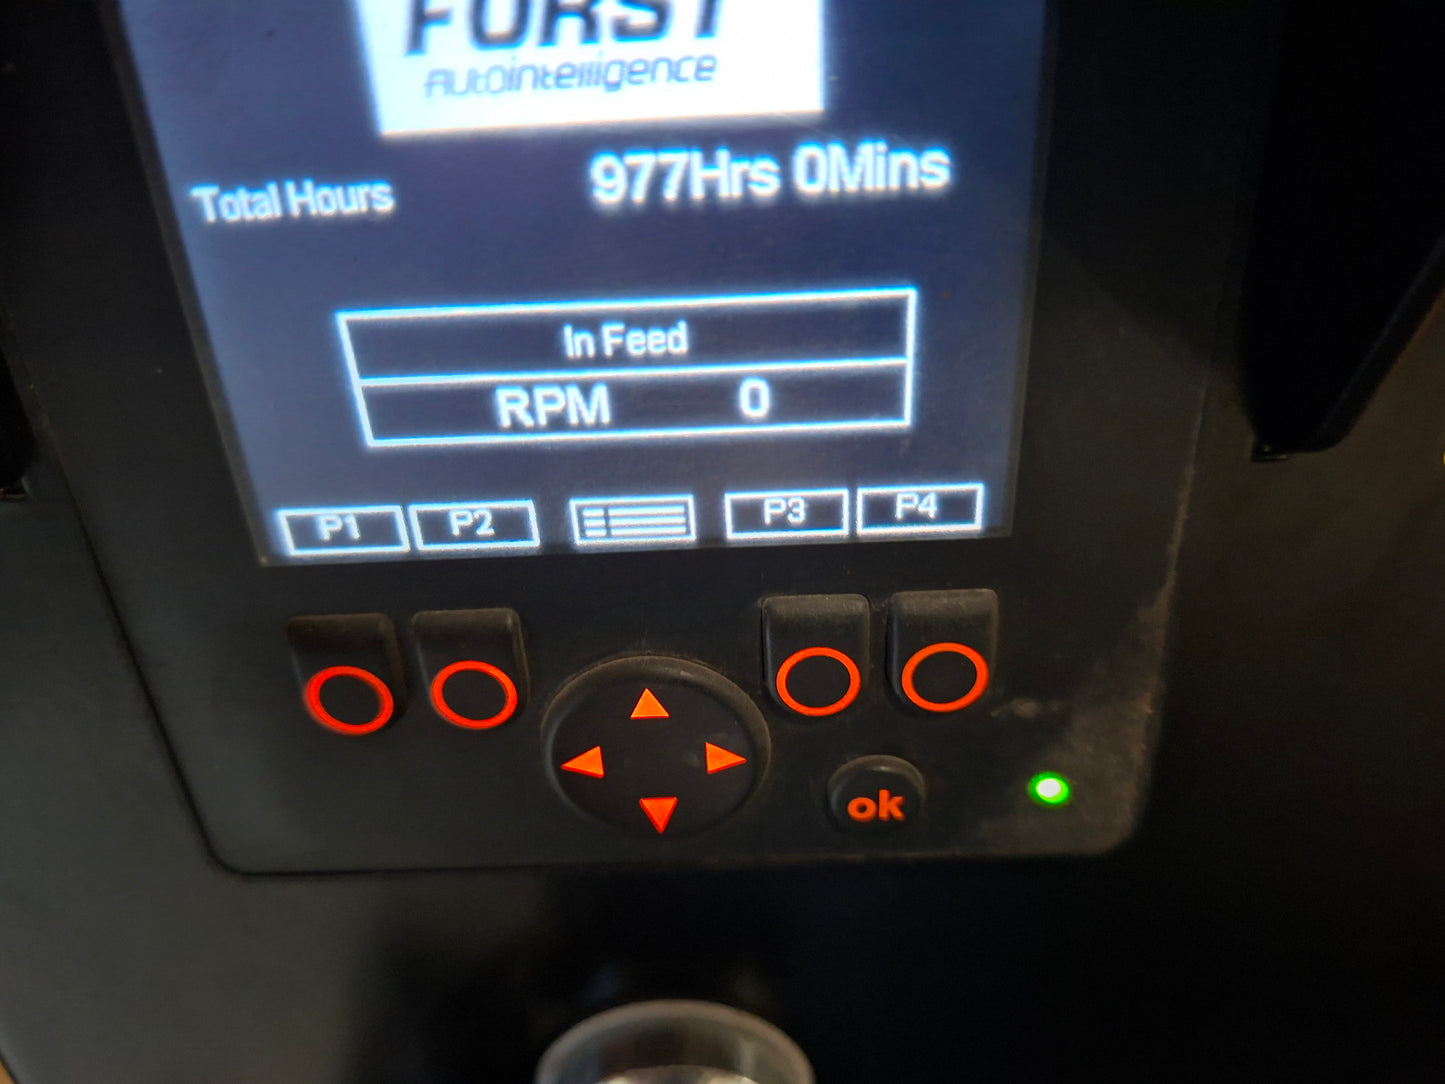 FORST
AutoIntelligence
Total Hours 977Hrs 0Mins
In Feed
RPM 0
P1 P2 P3 P4
ok